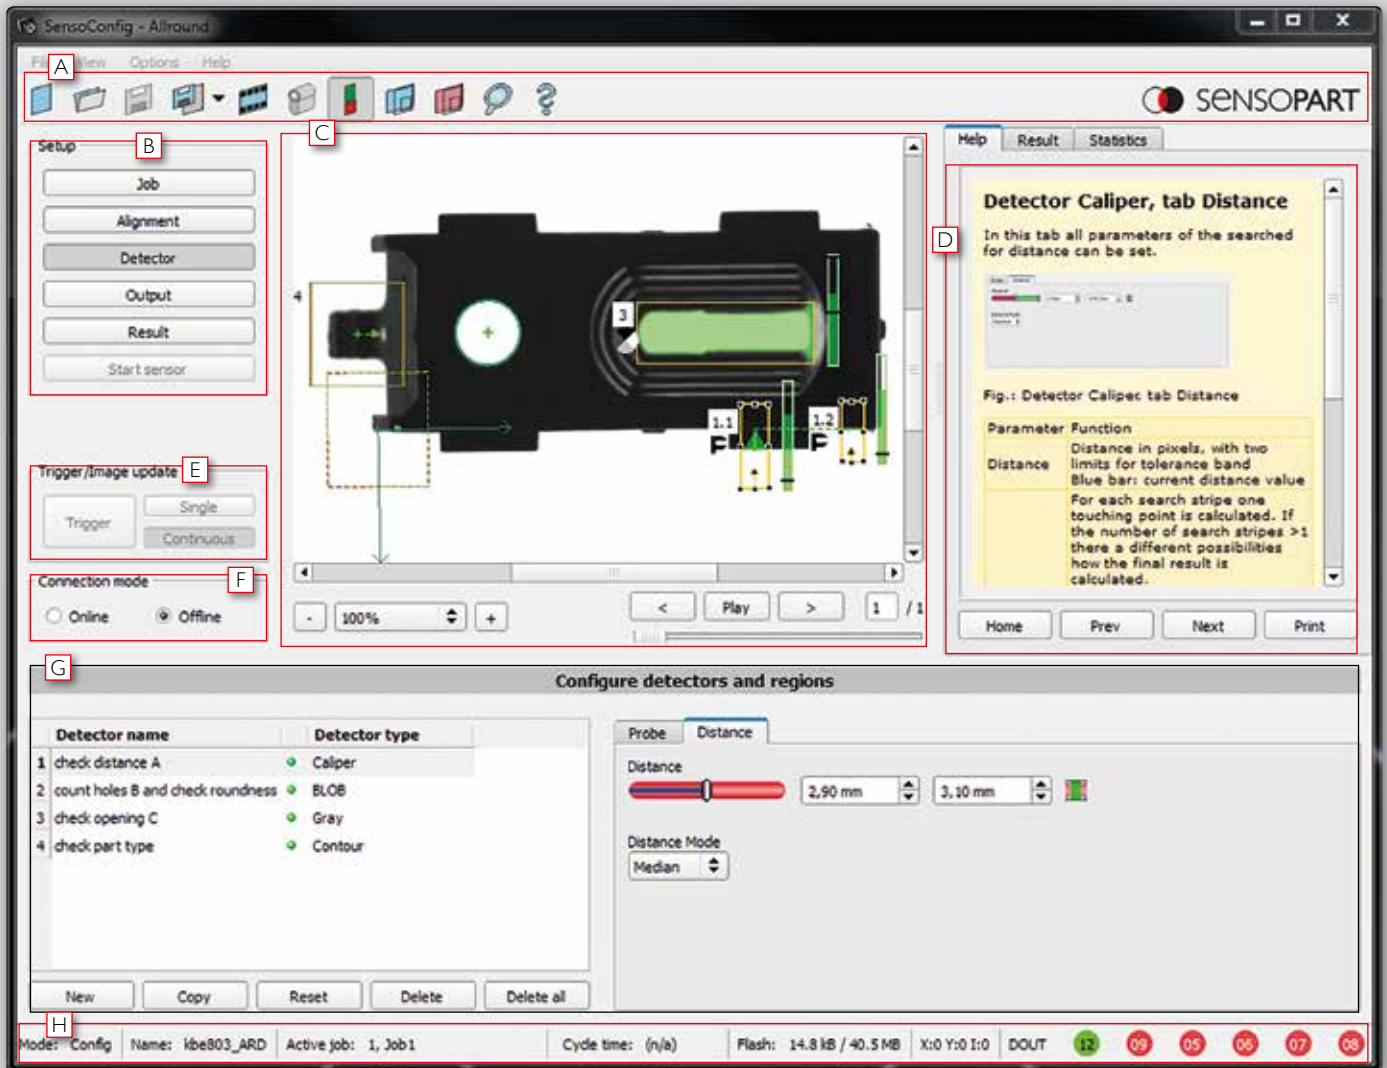 SensoConfig - Allround
View Options Help
A
SENSOPART
Setup
B
Job
Alignment
Detector
Output
Result
Start sensor
E
Trigger/Image update
Trigger
Single
Continuous
F
Connection mode
Online
Offline
C
4
3
1.1
F
1.2
F
-
100%
+
<
Play
>
1 / 1
Help Result Statistics
D
Detector Caliper, tab Distance
In this tab all parameters of the searched
for distance can be set.
Fig.: Detector Caliper tab Distance
Parameter Function
Distance
Distance in pixels, with two
limits for tolerance band
Blue bar: current distance value
For each search stripe one
touching point is calculated. If
the number of search stripes >1
there a different possibilities
how the final result is
calculated.
Home Prev Next Print
G
Configure detectors and regions
Detector name Detector type
1 check distance A Caliper
2 count holes B and check roundness BLOB
3 check opening C Gray
4 check part type Contour
New Copy Reset Delete Delete all
Probe Distance
Distance
2,90 mm 3,10 mm
Distance Mode
Median
H
Mode: Config Name: kbe803_ARD Active job: 1, Job1 Cycle time: (n/a) Flash: 14.8 kB / 40.5 MB X:0 Y:0 I:0 DOUT 12 09 05 06 07 08